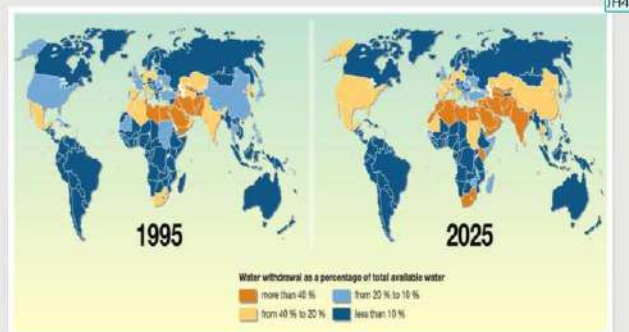 JH4
1995
2025
Water withdrawal as a percentage of total available water
more than 40 %
from 20 % to 10 %
from 40 % to 20 %
less than 10 %